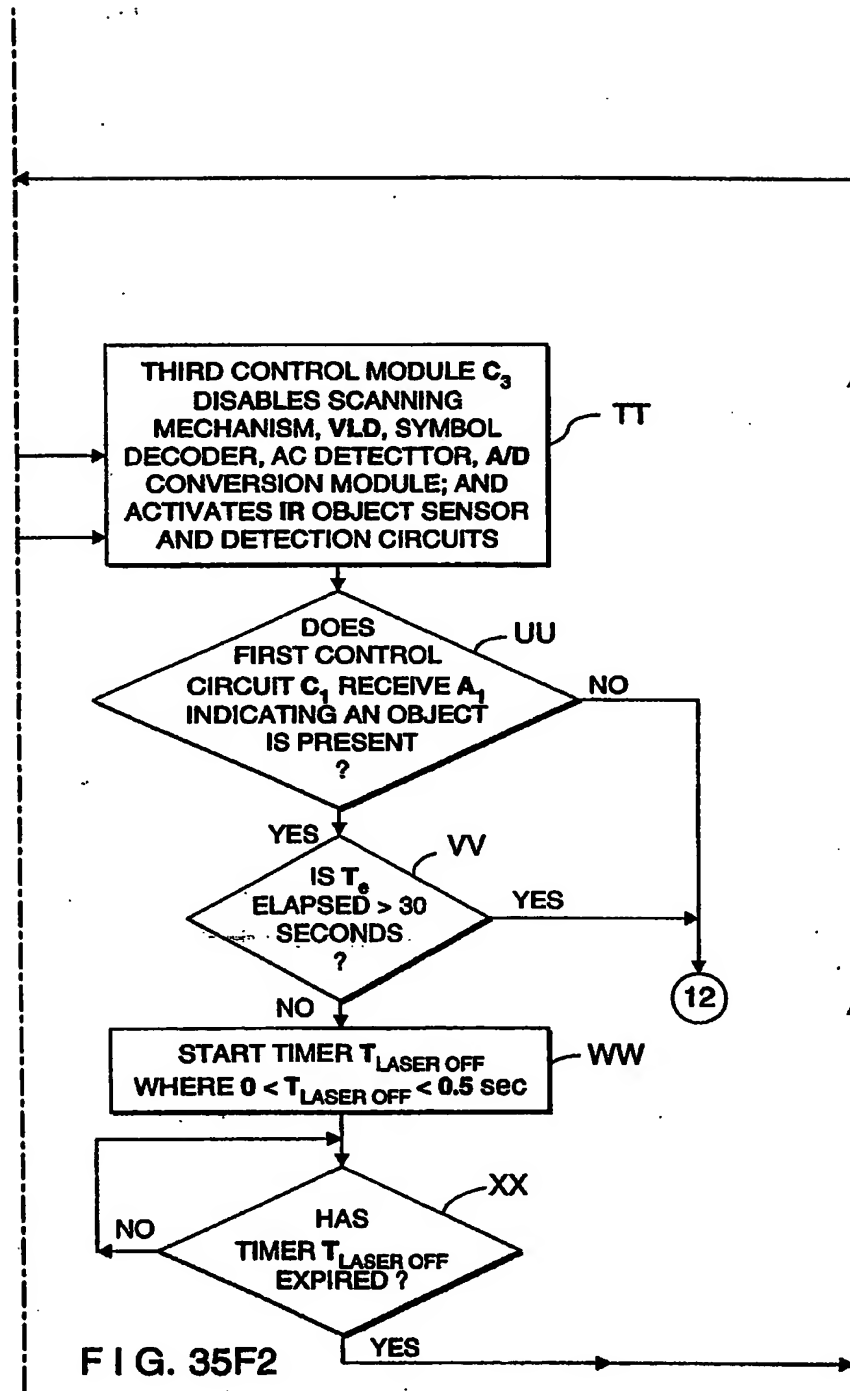 THIRD CONTROL MODULE C3
DISABLES SCANNING
MECHANISM, VLD, SYMBOL
DECODER, AC DETECTTOR, A/D
CONVERSION MODULE; AND
ACTIVATES IR OBJECT SENSOR
AND DETECTION CIRCUITS
TT
DOES
FIRST CONTROL
CIRCUIT C1 RECEIVE A1
INDICATING AN OBJECT
IS PRESENT
?
UU
NO
YES
IS Te
ELAPSED > 30
SECONDS
?
VV
YES
12
NO
START TIMER TLASER OFF
WHERE 0 < TLASER OFF < 0.5 sec
WW
HAS
TIMER TLASER OFF
EXPIRED ?
XX
NO
YES
FIG. 35F2